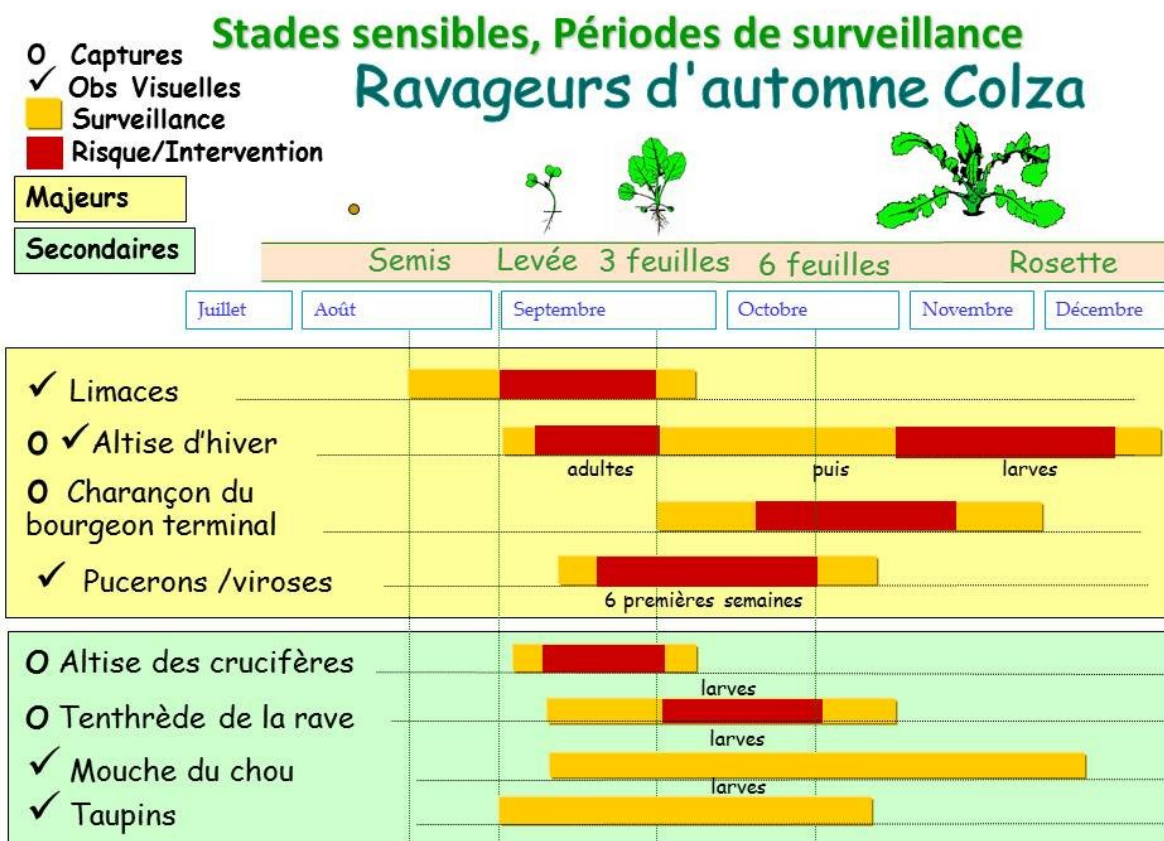 Stades sensibles, Périodes de surveillance
Ravageurs d'automne Colza
O Captures
✓ Obs Visuelles
Surveillance
Risque/Intervention
Majeurs
Secondaires
Semis Levée 3 feuilles 6 feuilles Rosette
Juillet Août Septembre Octobre Novembre Décembre
✓ Limaces
O ✓ Altise d'hiver
adultes puis larves
O Charançon du
bourgeon terminal
✓ Pucerons /viroses
6 premières semaines
O Altise des crucifères
larves
O Tenthrède de la rave
larves
✓ Mouche du chou
larves
✓ Taupins